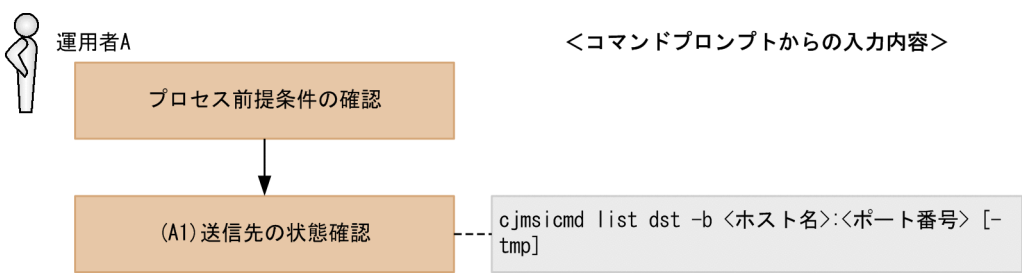 運用者A
＜コマンドプロンプトからの入力内容＞
プロセス前提条件の確認
(A1)送信先の状態確認
cjmsicmd list dst -b <ホスト名>:<ポート番号> [-
tmp]